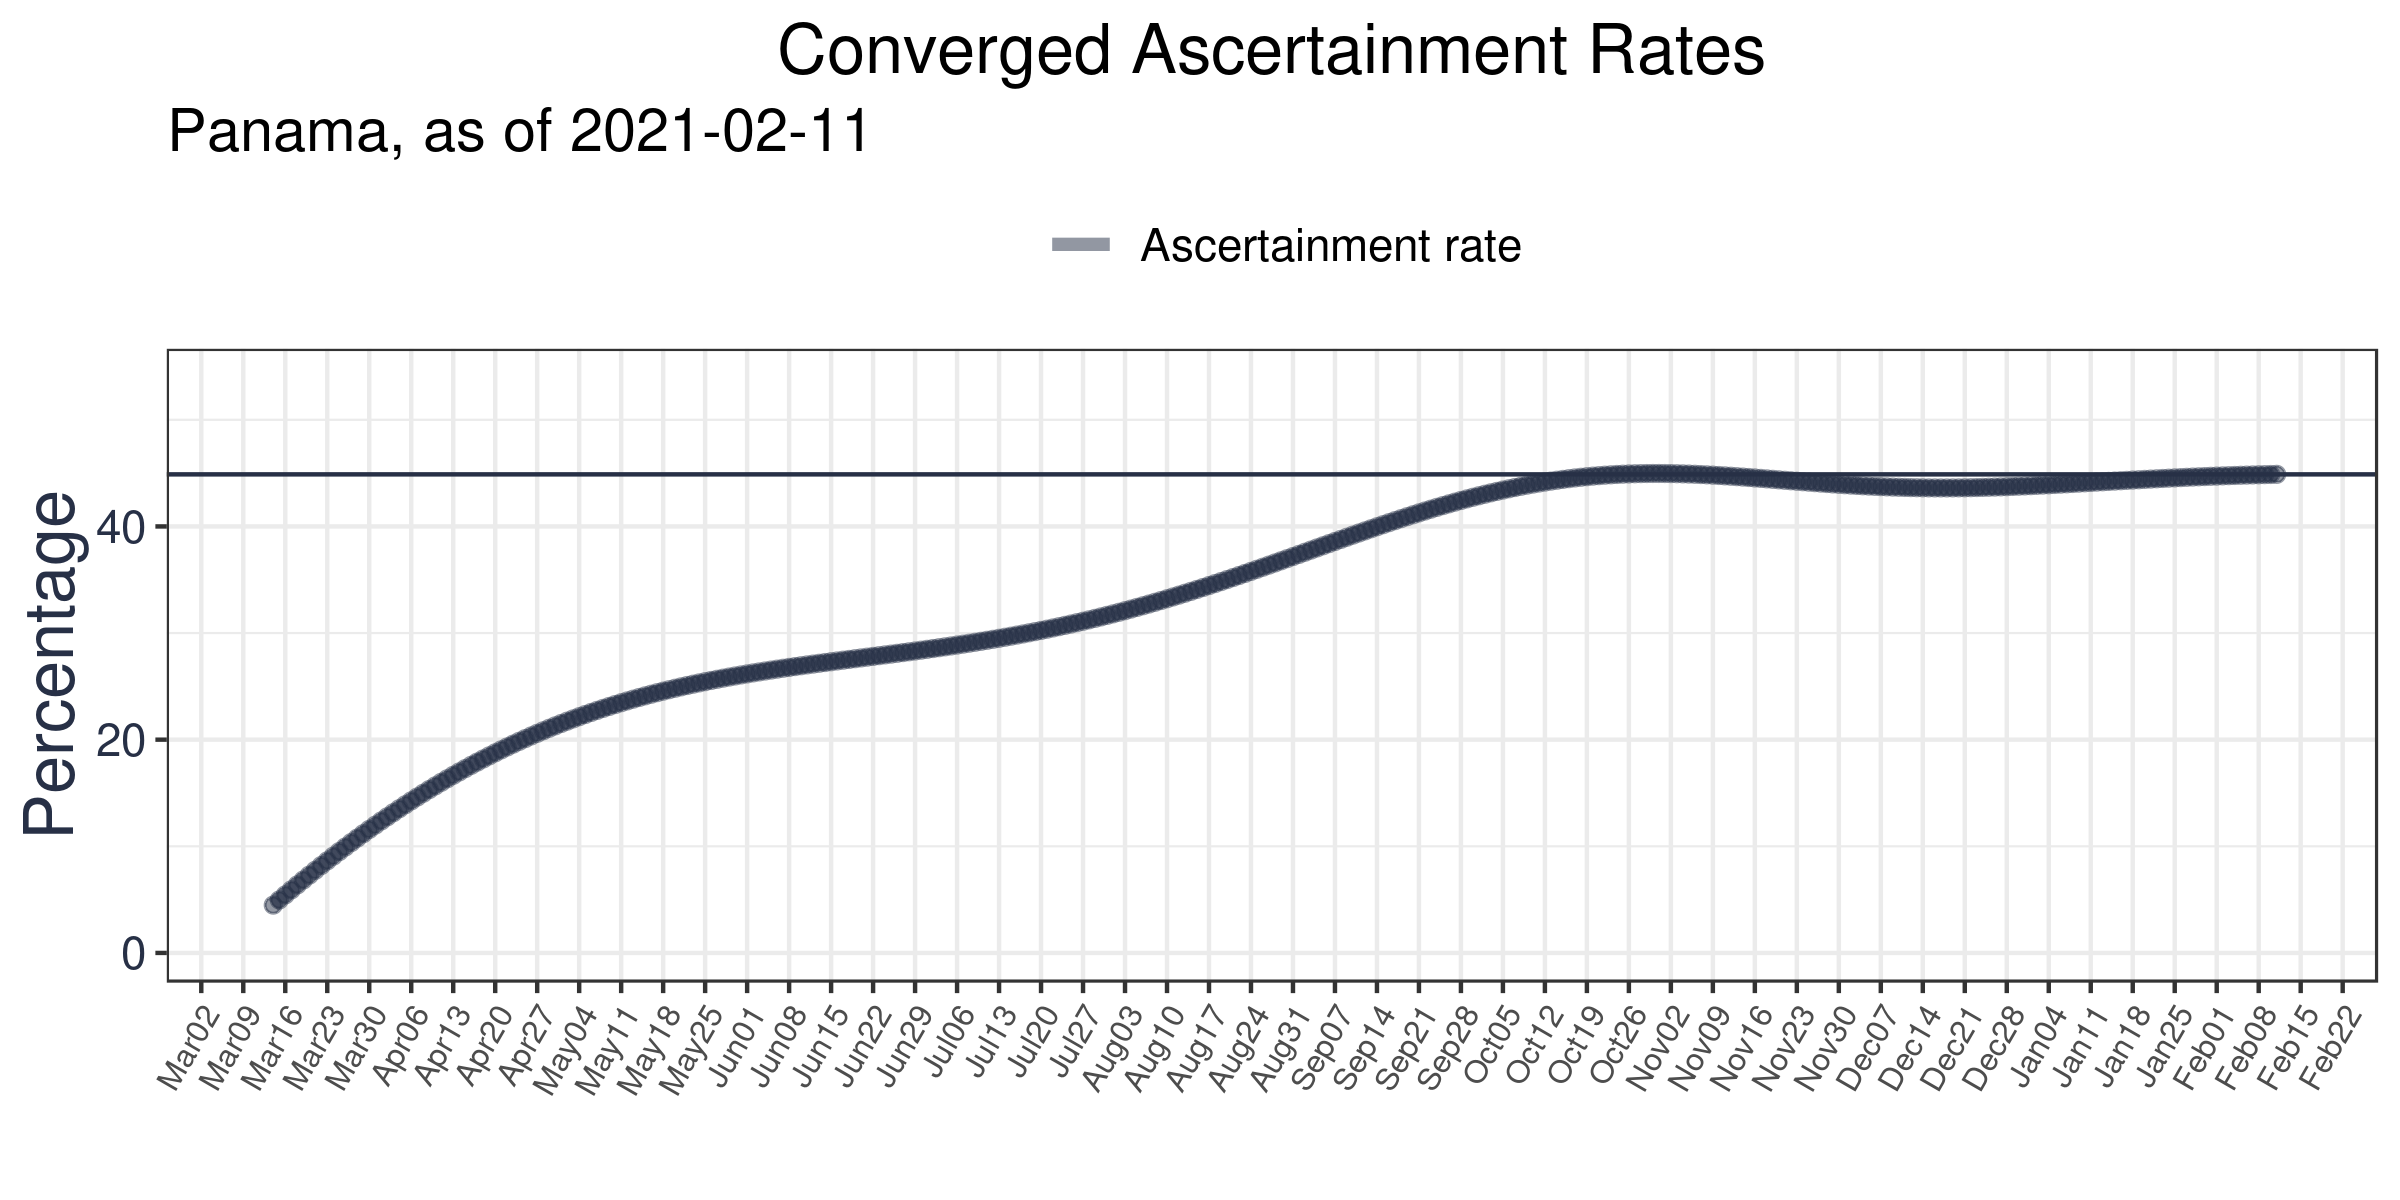 Converged Ascertainment Rates
Panama, as of 2021-02-11
Ascertainment rate
Percentage
40
20
0
Mar02 Mar09 Mar16 Mar23 Mar30 Apr06 Apr13 Apr20 Apr27 May04 May11 May18 May25 Jun01 Jun08 Jun15 Jun22 Jun29 Jul06 Jul13 Jul20 Jul27 Aug03 Aug10 Aug17 Aug24 Aug31 Sep07 Sep14 Sep21 Sep28 Oct05 Oct12 Oct19 Oct26 Nov02 Nov09 Nov16 Nov23 Nov30 Dec07 Dec14 Dec21 Dec28 Jan04 Jan11 Jan18 Jan25 Feb01 Feb08 Feb15 Feb22